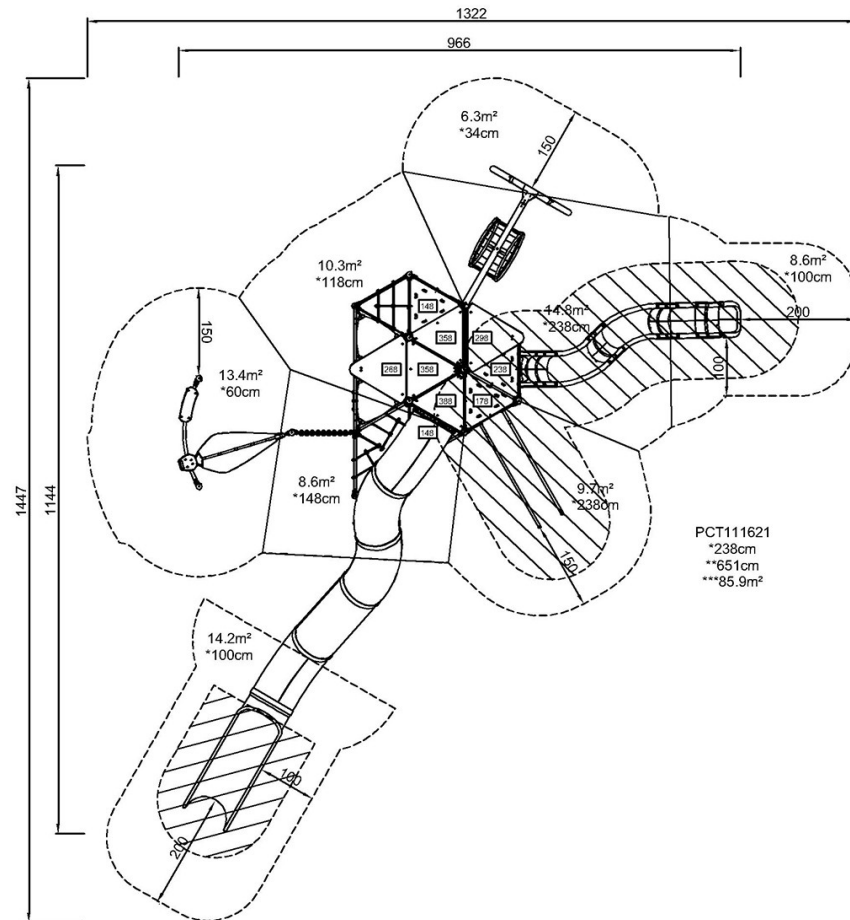 1322
966
6.3m²
*34cm
150
10.3m²
*118cm
8.6m²
*100cm
14.8m²
*238cm
200
148
150
358
298
100
13.4m²
*60cm
288
358
238
388
178
148
1447
1144
8.6m²
*148cm
9.7m²
*238cm
150
PCT111621
*238cm
**651cm
***85.9m²
14.2m²
*100cm
100
200